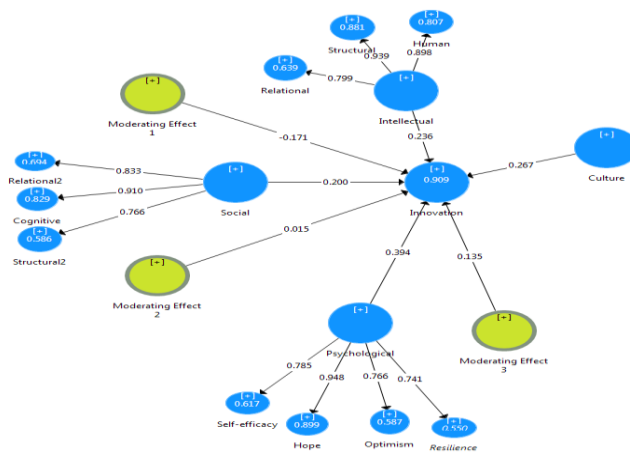 [+]
0.881
Structural
[+]
0.807
Human
[+]
0.639
Relational
0.939
0.898
0.799
[+]
Intellectual
[+]
Moderating Effect
1
-0.171
0.236
[+]
Culture
0.267
[+]
0.694
Relational2
[+]
0.829
Cognitive
[+]
0.586
Structural2
0.833
0.910
0.766
[+]
Social
0.200
[+]
0.909
Innovation
[+]
Moderating Effect
2
0.015
0.394
0.135
[+]
Psychological
[+]
Moderating Effect
3
0.785
0.948
0.766
0.741
[+]
0.617
Self-efficacy
[+]
0.899
Hope
[+]
0.587
Optimism
[+]
0.550
Resilience